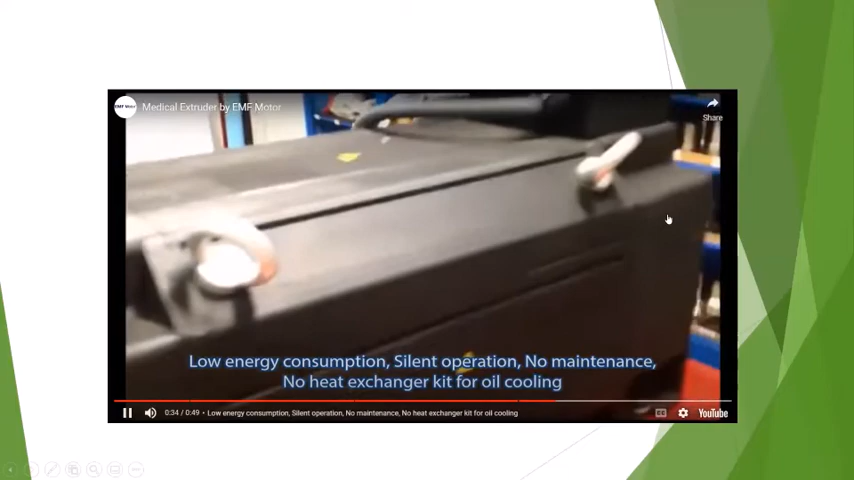 Medical Extruder by EMF Motor
Share
Low energy consumption, Silent operation, No maintenance,
No heat exchanger kit for oil cooling
0:34 / 0:49 • Low energy consumption, Silent operation, No maintenance, No heat exchanger kit for oil cooling
CC
YouTube